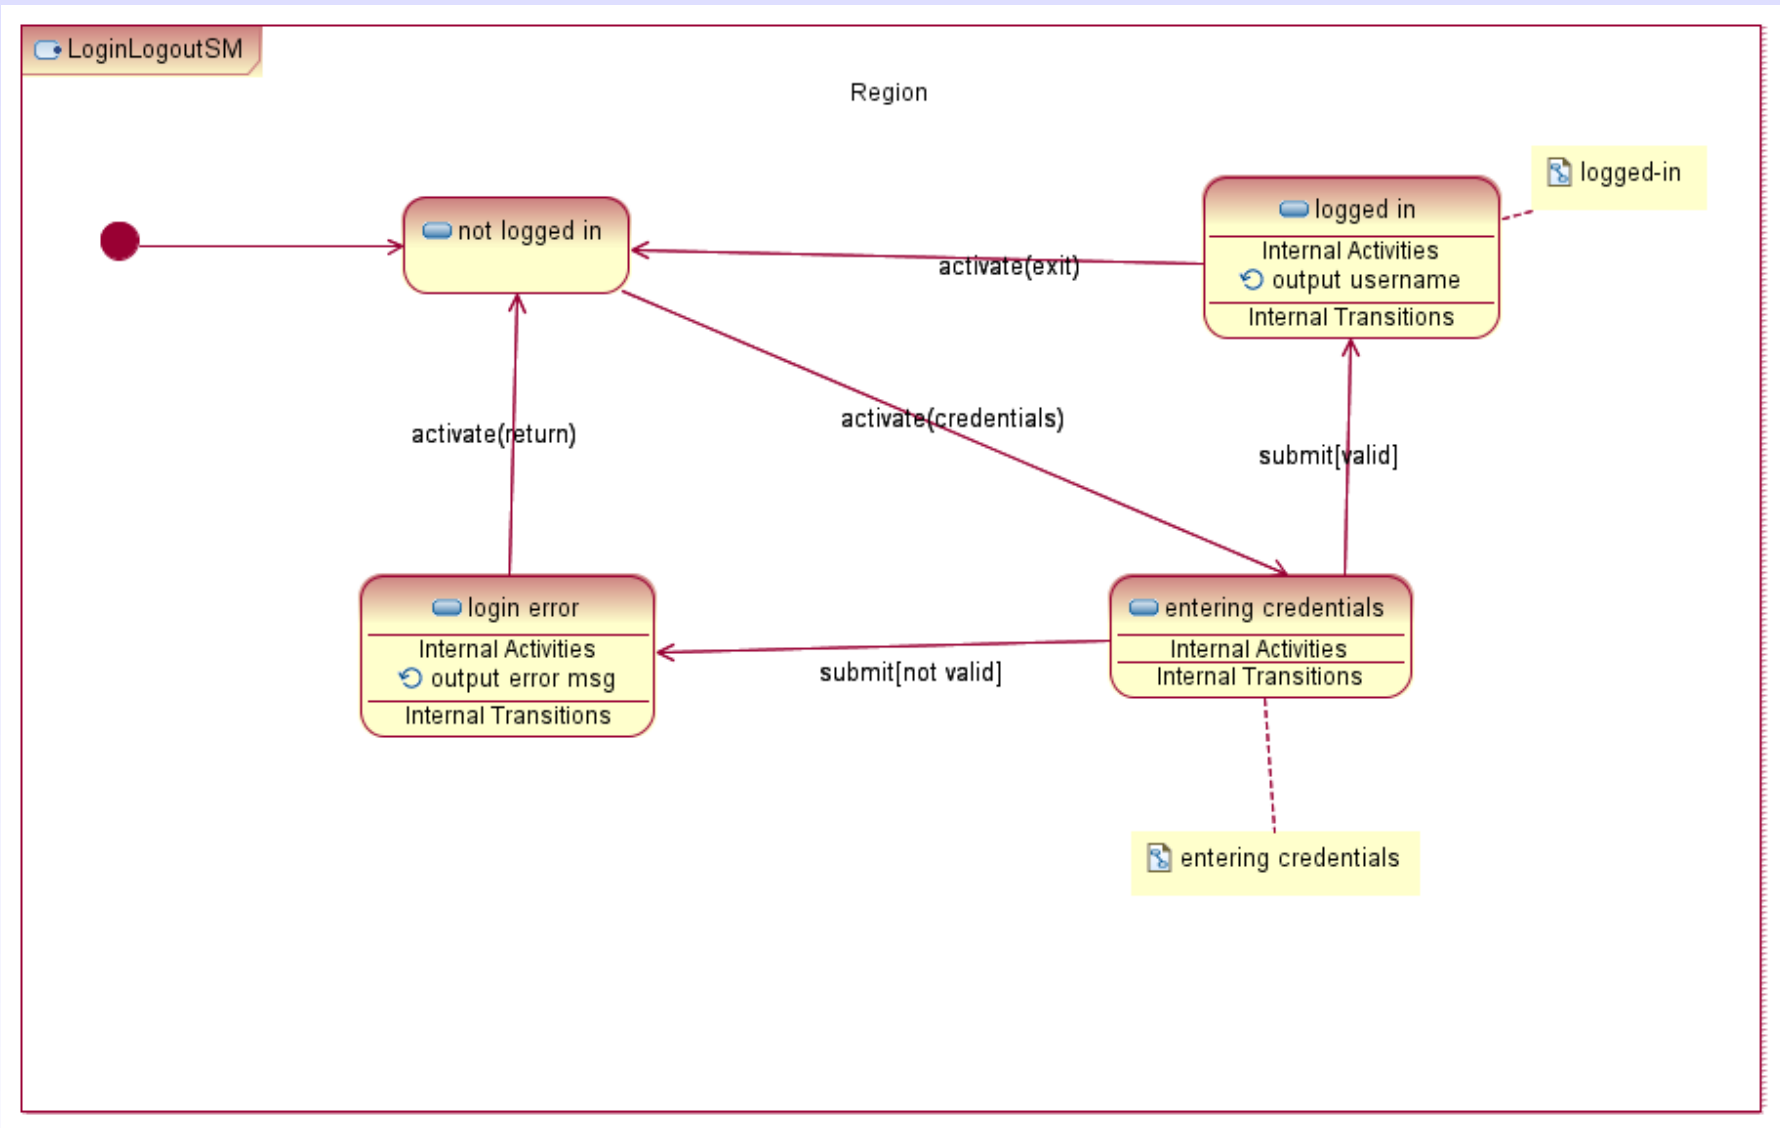 LoginLogoutSM
Region
logged-in
not logged in
logged in
Internal Activities
output username
Internal Transitions
activate(exit)
activate(credentials)
activate(return)
submit[valid]
login error
Internal Activities
output error msg
Internal Transitions
submit[not valid]
entering credentials
Internal Activities
Internal Transitions
entering credentials